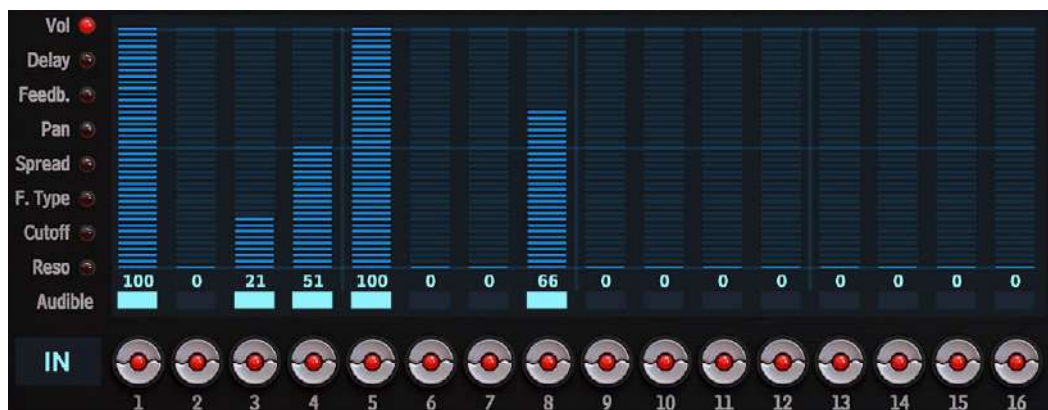 Vol
Delay
Feedb.
Pan
Spread
F. Type
Cutoff
Reso
100 0 21 51 100 0 0 66 0 0 0 0 0 0 0 0
Audible
IN
1 2 3 4 5 6 7 8 9 10 11 12 13 14 15 16